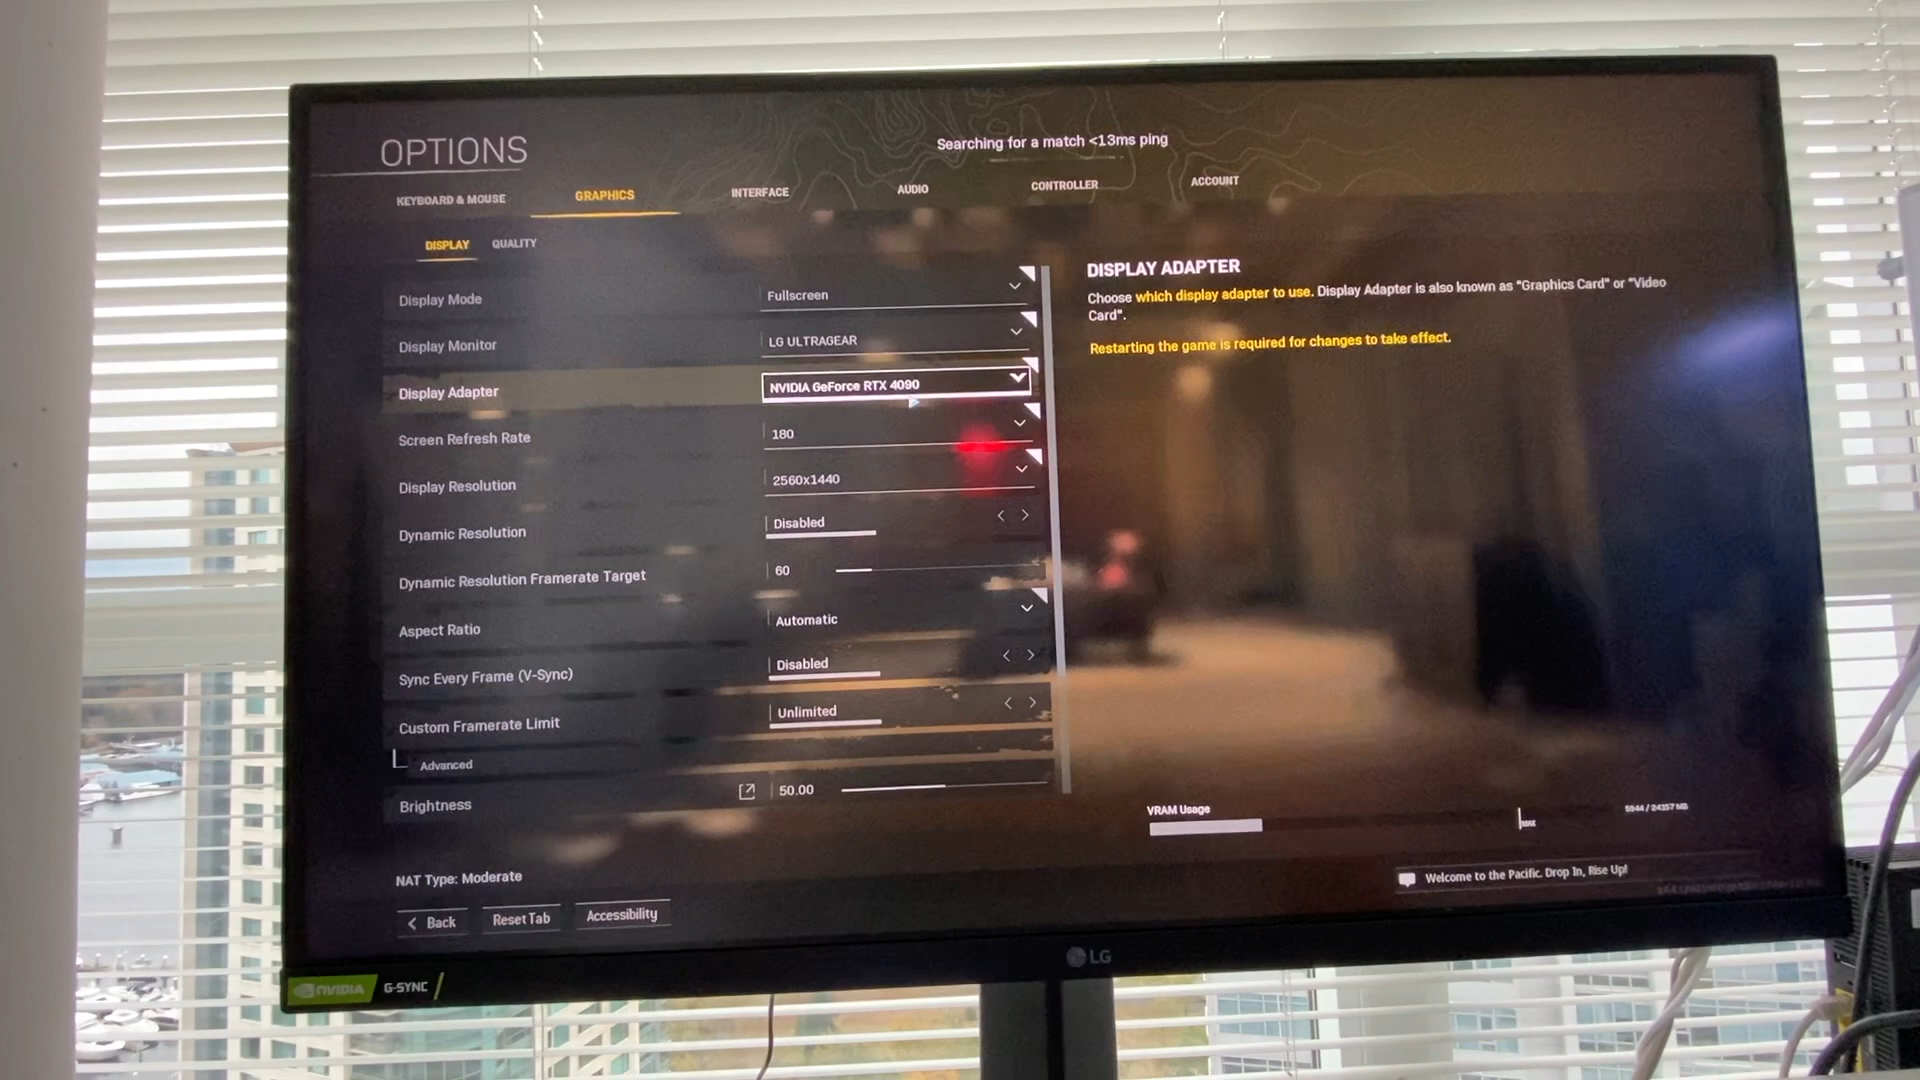 OPTIONS
Searching for a match <13ms ping
KEYBOARD & MOUSE
GRAPHICS
INTERFACE
AUDIO
CONTROLLER
ACCOUNT
DISPLAY
QUALITY
Display Mode
Fullscreen
Display Monitor
LG ULTRAGEAR
Display Adapter
NVIDIA GeForce RTX 4090
Screen Refresh Rate
180
Display Resolution
2560x1440
Dynamic Resolution
Disabled
Dynamic Resolution Framerate Target
60
Aspect Ratio
Automatic
Sync Every Frame (V-Sync)
Disabled
Custom Framerate Limit
Unlimited
Advanced
Brightness
50.00
DISPLAY ADAPTER
Choose which display adapter to use. Display Adapter is also known as "Graphics Card" or "Video
Card".
Restarting the game is required for changes to take effect.
VRAM Usage
MAX
5944 / 24357 MB
NAT Type: Moderate
Welcome to the Pacific. Drop In, Rise Up!
Back
Reset Tab
Accessibility
LG
NVIDIA
G-SYNC